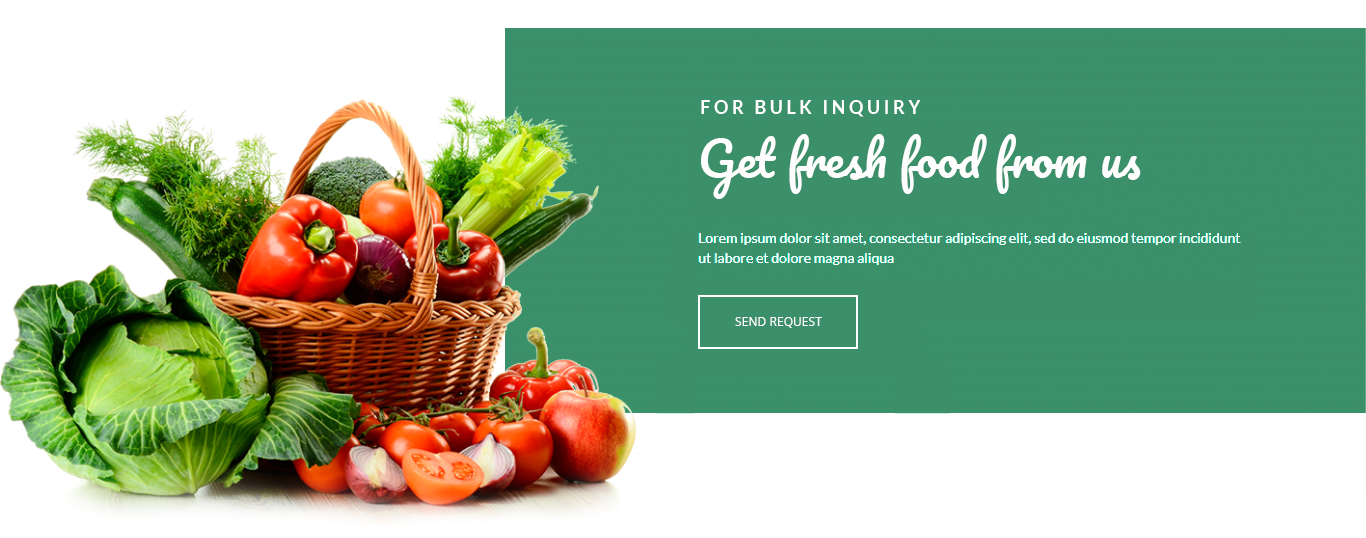 FOR BULK INQUIRY
Get fresh food from us
Lorem ipsum dolor sit amet, consectetur adipiscing elit, sed do eiusmod tempor incididunt
ut labore et dolore magna aliqua
SEND REQUEST